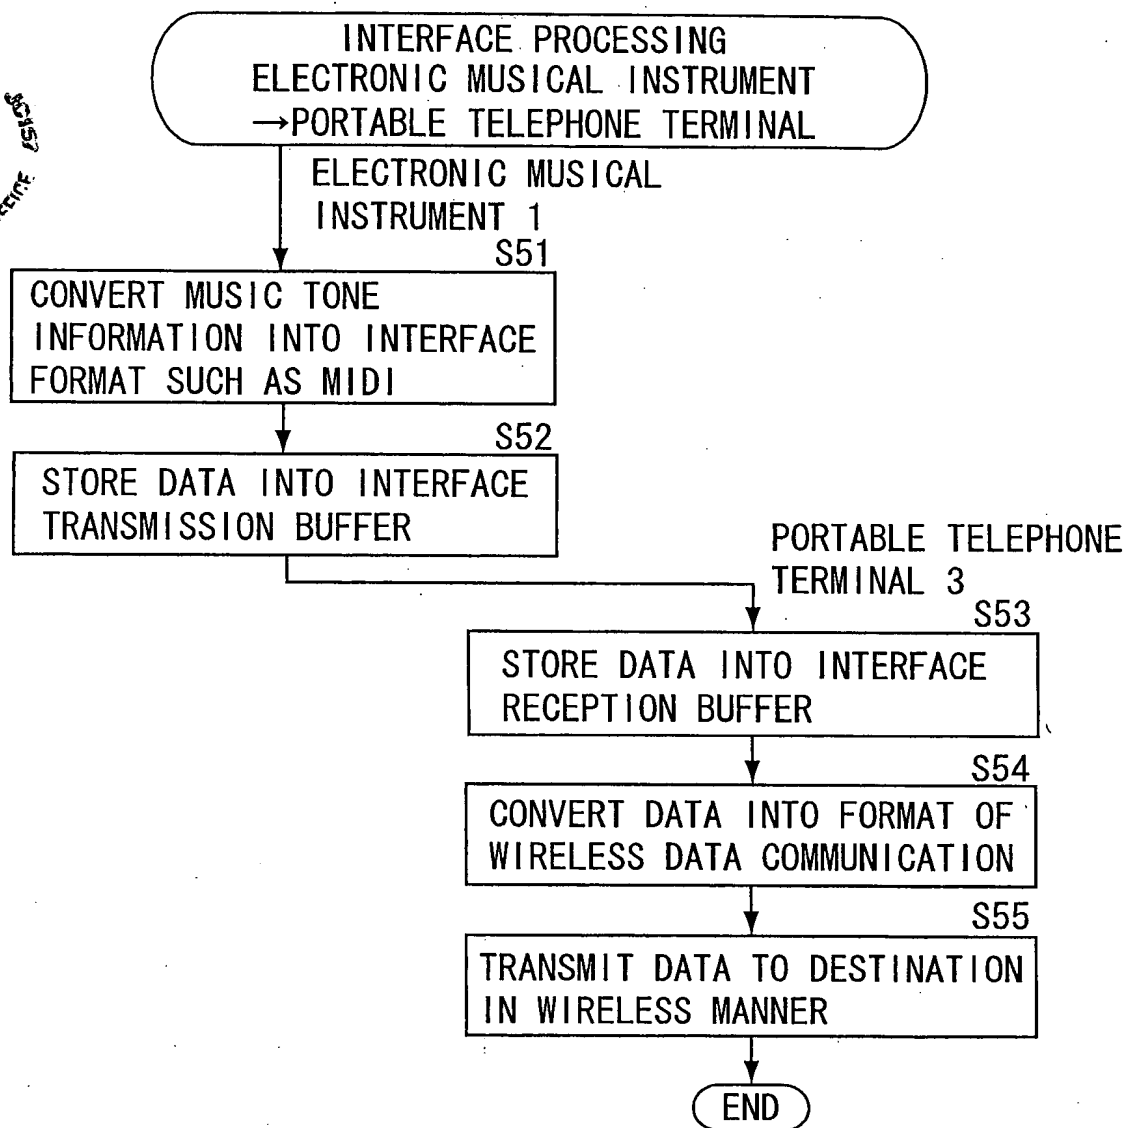 INTERFACE PROCESSING
ELECTRONIC MUSICAL INSTRUMENT
→PORTABLE TELEPHONE TERMINAL
ELECTRONIC MUSICAL
INSTRUMENT 1
S51
CONVERT MUSIC TONE
INFORMATION INTO INTERFACE
FORMAT SUCH AS MIDI
S52
STORE DATA INTO INTERFACE
TRANSMISSION BUFFER
PORTABLE TELEPHONE
TERMINAL 3
S53
STORE DATA INTO INTERFACE
RECEPTION BUFFER
S54
CONVERT DATA INTO FORMAT OF
WIRELESS DATA COMMUNICATION
S55
TRANSMIT DATA TO DESTINATION
IN WIRELESS MANNER
END